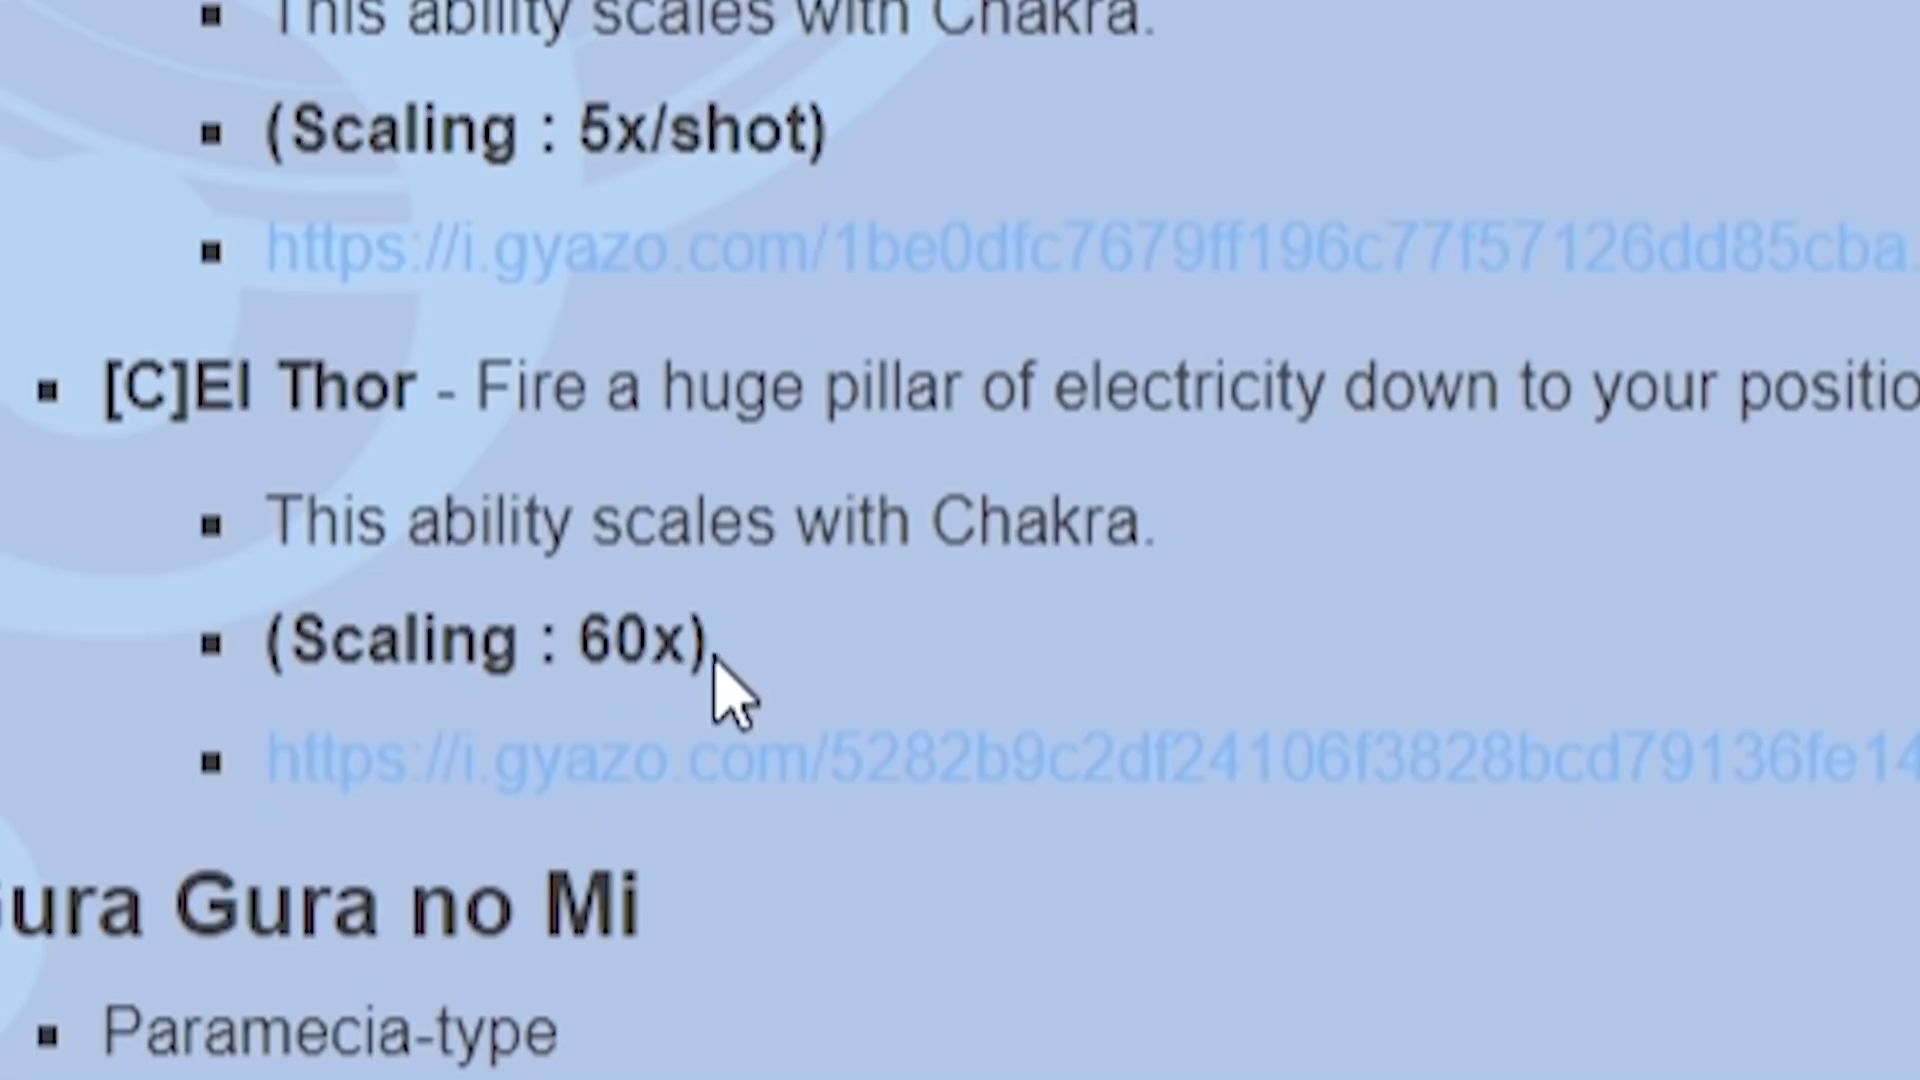 This ability scales with Chakra.
(Scaling : 5x/shot)
https://i.gyazo.com/1be0dfc7679ff196c77f57126dd85cba.
[C]El Thor - Fire a huge pillar of electricity down to your positio
This ability scales with Chakra.
(Scaling : 60x)
https://i.gyazo.com/5282b9c2df24106f3828bcd79136fe14
Gura Gura no Mi
Paramecia-type